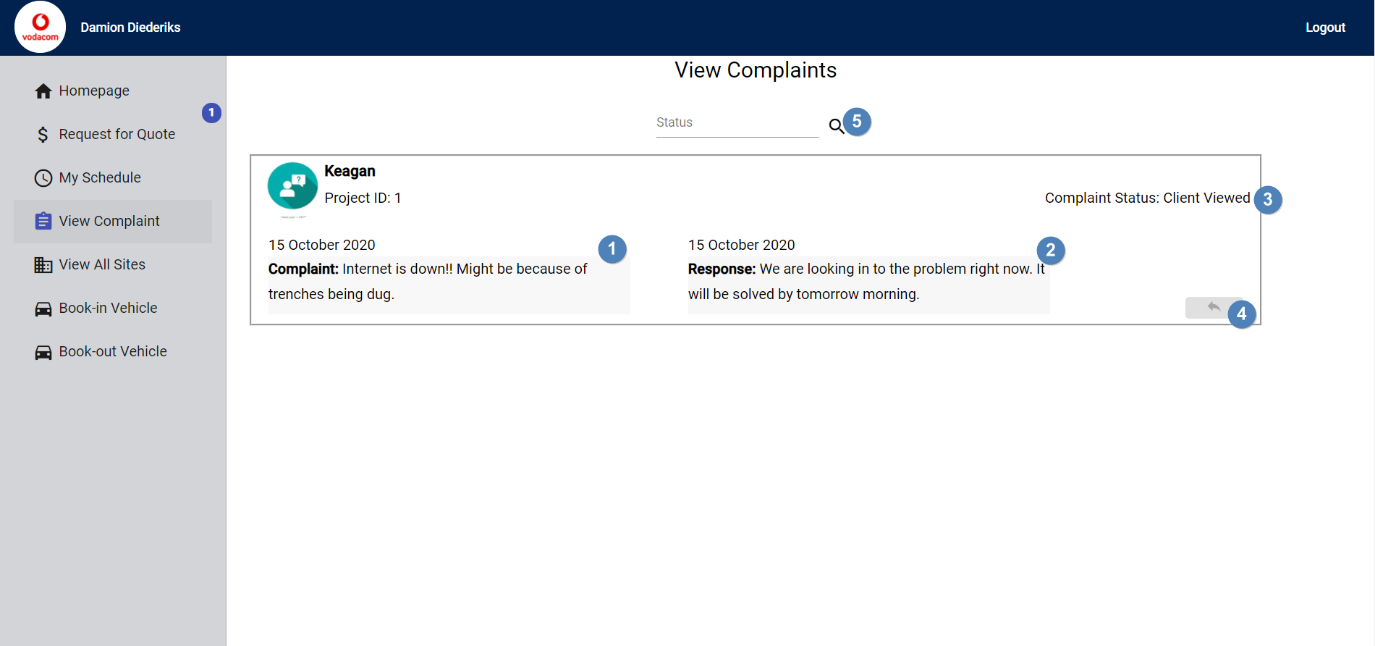 vodacom
Damion Diederiks
Logout
Homepage
1
Request for Quote
My Schedule
View Complaint
View All Sites
Book-in Vehicle
Book-out Vehicle
View Complaints
Status
5
?
Keagan
Project ID: 1
Complaint Status: Client Viewed
3
15 October 2020
1
Complaint: Internet is down!! Might be because of
trenches being dug.
15 October 2020
2
Response: We are looking in to the problem right now. It
will be solved by tomorrow morning.
4